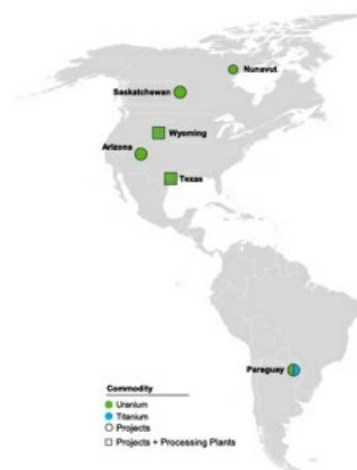 Nunavut
Saskatchewan
Wyoming
Arizona
Texas
Paraguay
Commodity
Uranium
Titanium
Projects
Projects + Processing Plants